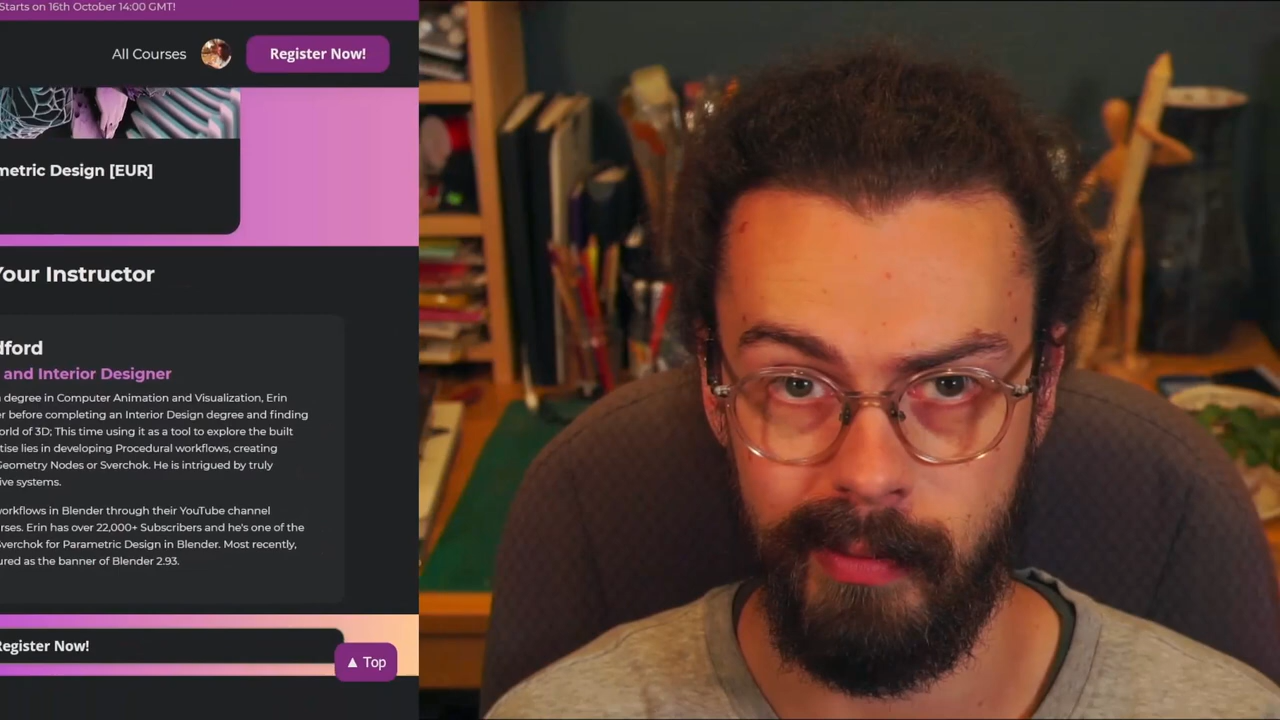 Starts on 16th October 14:00 GMT!
All Courses
Register Now!
metric Design [EUR]
Your Instructor
dford
and Interior Designer
degree in Computer Animation and Visualization, Erin
er before completing an Interior Design degree and finding
orld of 3D; This time using it as a tool to explore the built
tise lies in developing Procedural workflows, creating
Geometry Nodes or Sverchok. He is intrigued by truly
ive systems.
workflows in Blender through their YouTube channel
rses. Erin has over 22,000+ Subscribers and he's one of the
Sverchok for Parametric Design in Blender. Most recently,
ured as the banner of Blender 2.93.
Register Now!
▲ Top